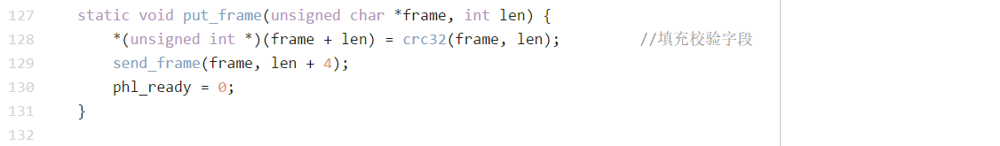 127 static void put_frame(unsigned char *frame, int len) {
128 *(unsigned int *)(frame + len) = crc32(frame, len); //填充校验字段
129 send_frame(frame, len + 4);
130 phl_ready = 0;
131 }
132